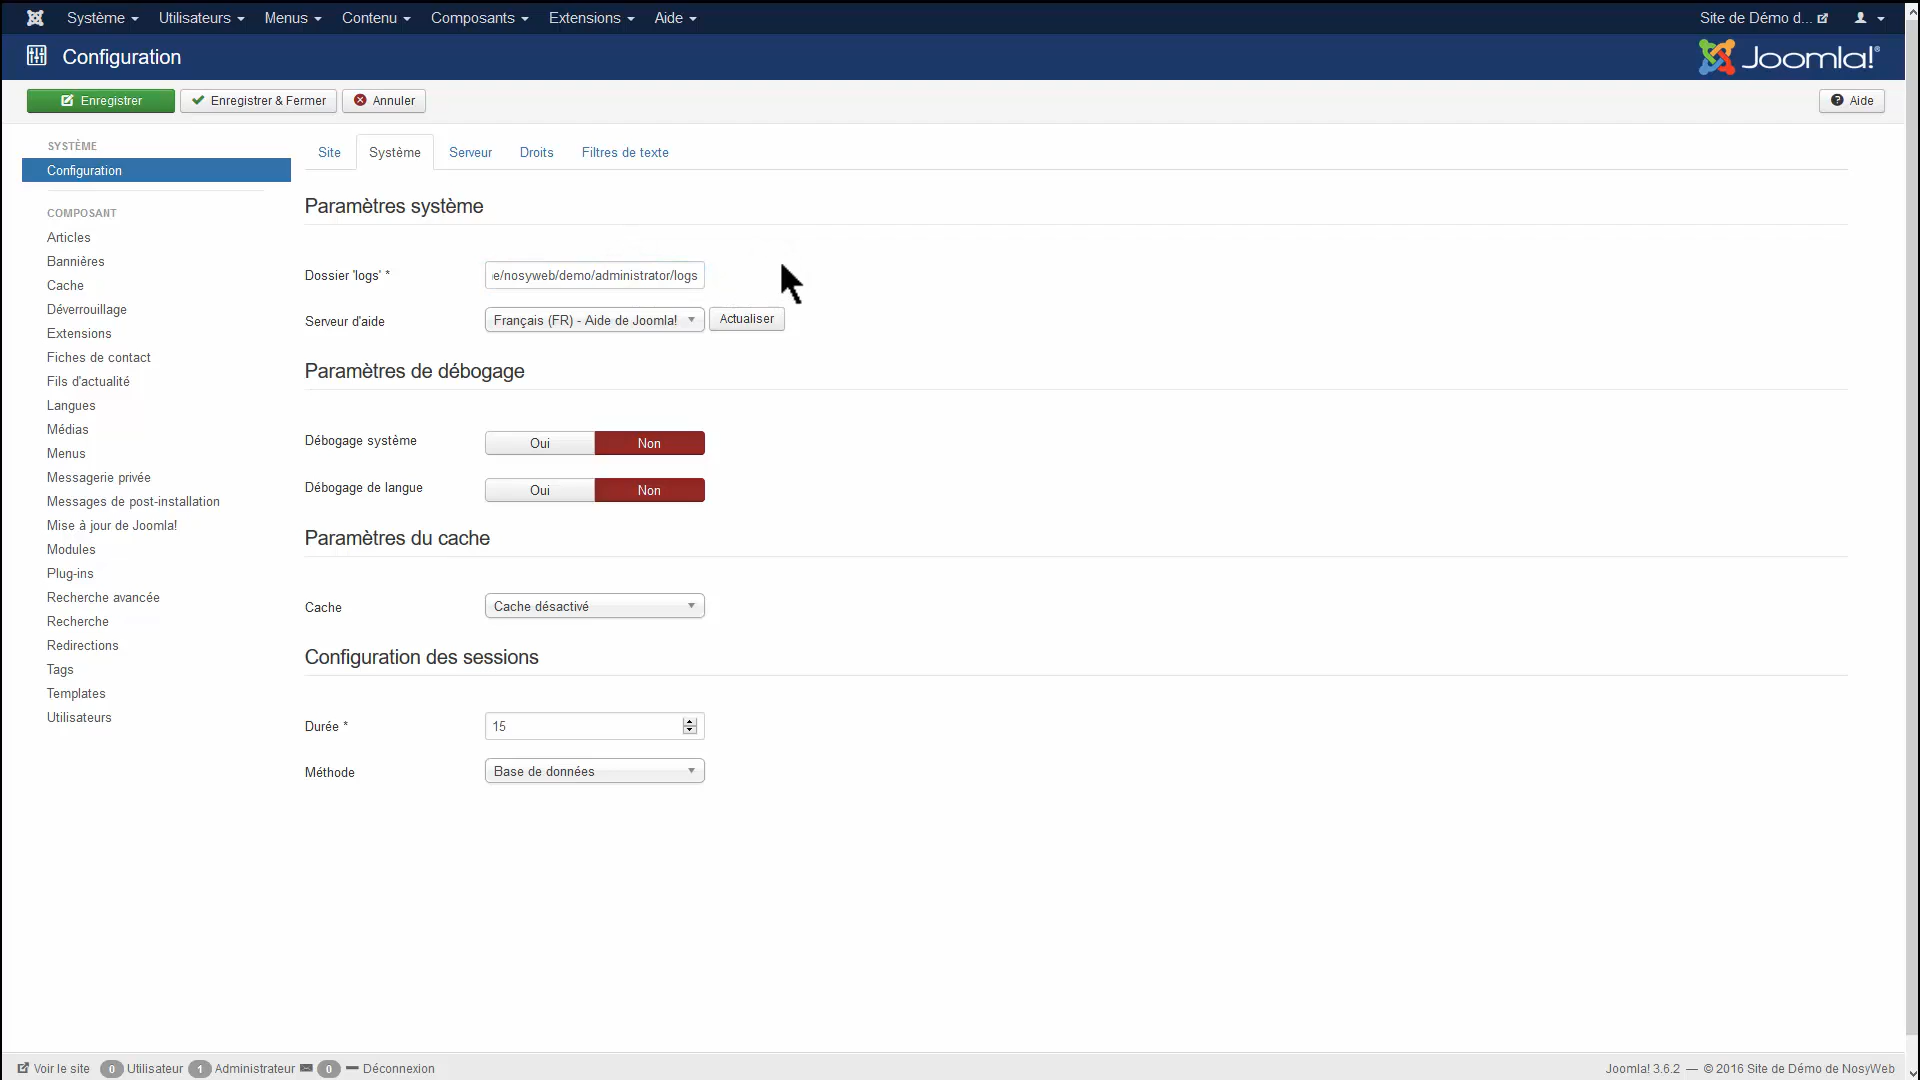 Système Utilisateurs Menus Contenu Composants Extensions Aide Site de Démo d...
Configuration Joomla!®
Enregistrer Enregistrer & Fermer Annuler Aide
SYSTÈME
Configuration
COMPOSANT
Articles
Bannières
Cache
Déverrouillage
Extensions
Fiches de contact
Fils d'actualité
Langues
Médias
Menus
Messagerie privée
Messages de post-installation
Mise à jour de Joomla!
Modules
Plug-ins
Recherche avancée
Recherche
Redirections
Tags
Templates
Utilisateurs
Site Système Serveur Droits Filtres de texte
Paramètres système
Dossier 'logs' * e/nosyweb/demo/administrator/logs
Serveur d'aide Français (FR) - Aide de Joomla! Actualiser
Paramètres de débogage
Débogage système Oui Non
Débogage de langue Oui Non
Paramètres du cache
Cache Cache désactivé
Configuration des sessions
Durée * 15
Méthode Base de données
Voir le site 0 Utilisateur 1 Administrateur 0 Déconnexion Joomla! 3.6.2 — © 2016 Site de Démo de NosyWeb